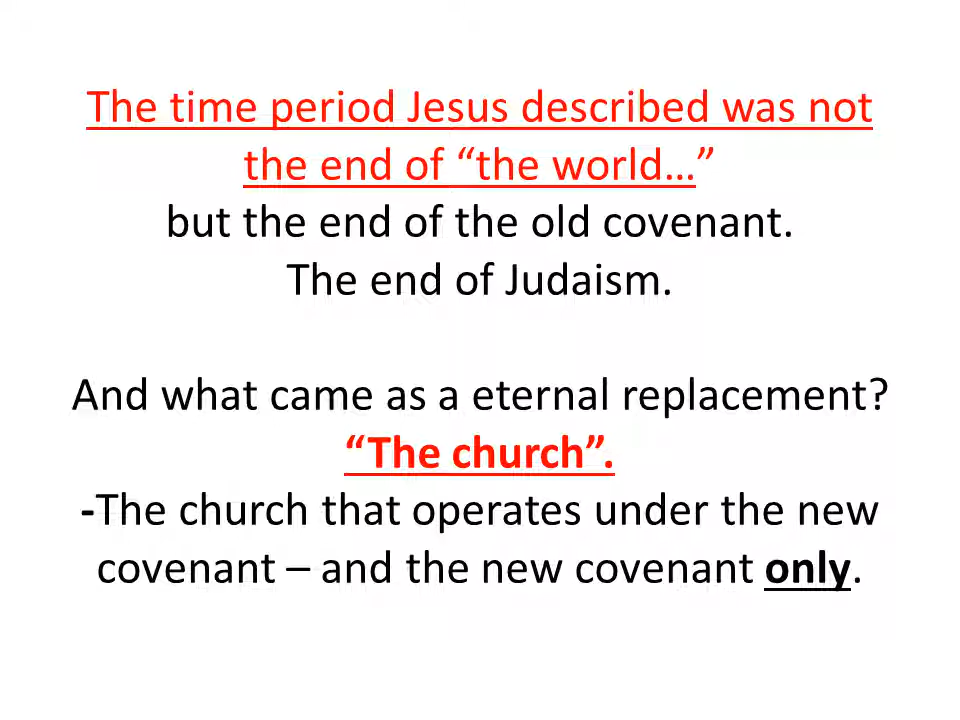 The time period Jesus described was not
the end of “the world…”
but the end of the old covenant.
The end of Judaism.
And what came as a eternal replacement?
“The church”.
-The church that operates under the new
covenant – and the new covenant only.